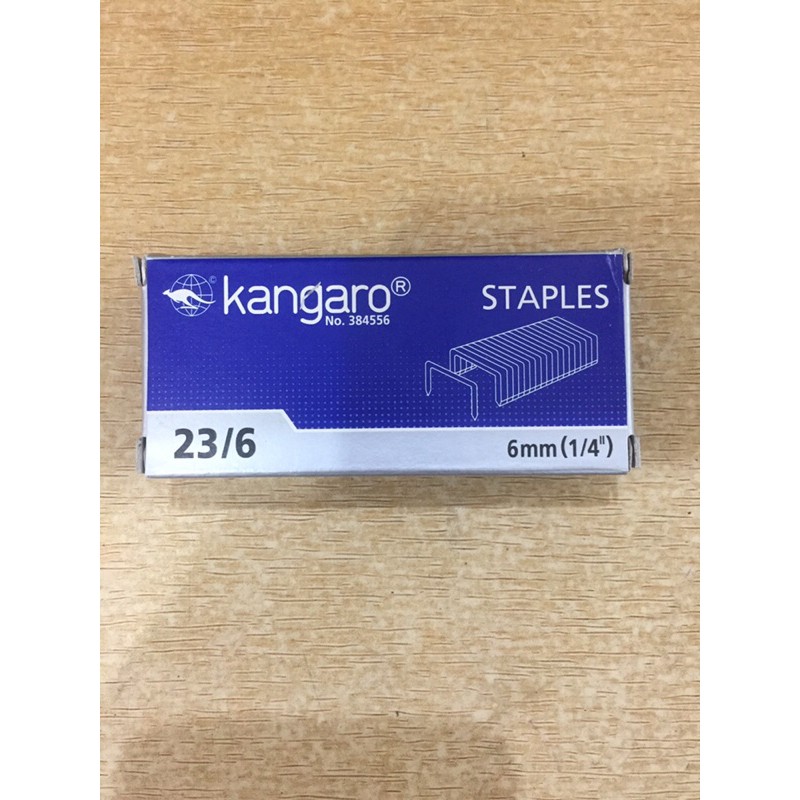 kangaro®
©
No. 384556
STAPLES
23/6
6mm (1/4")